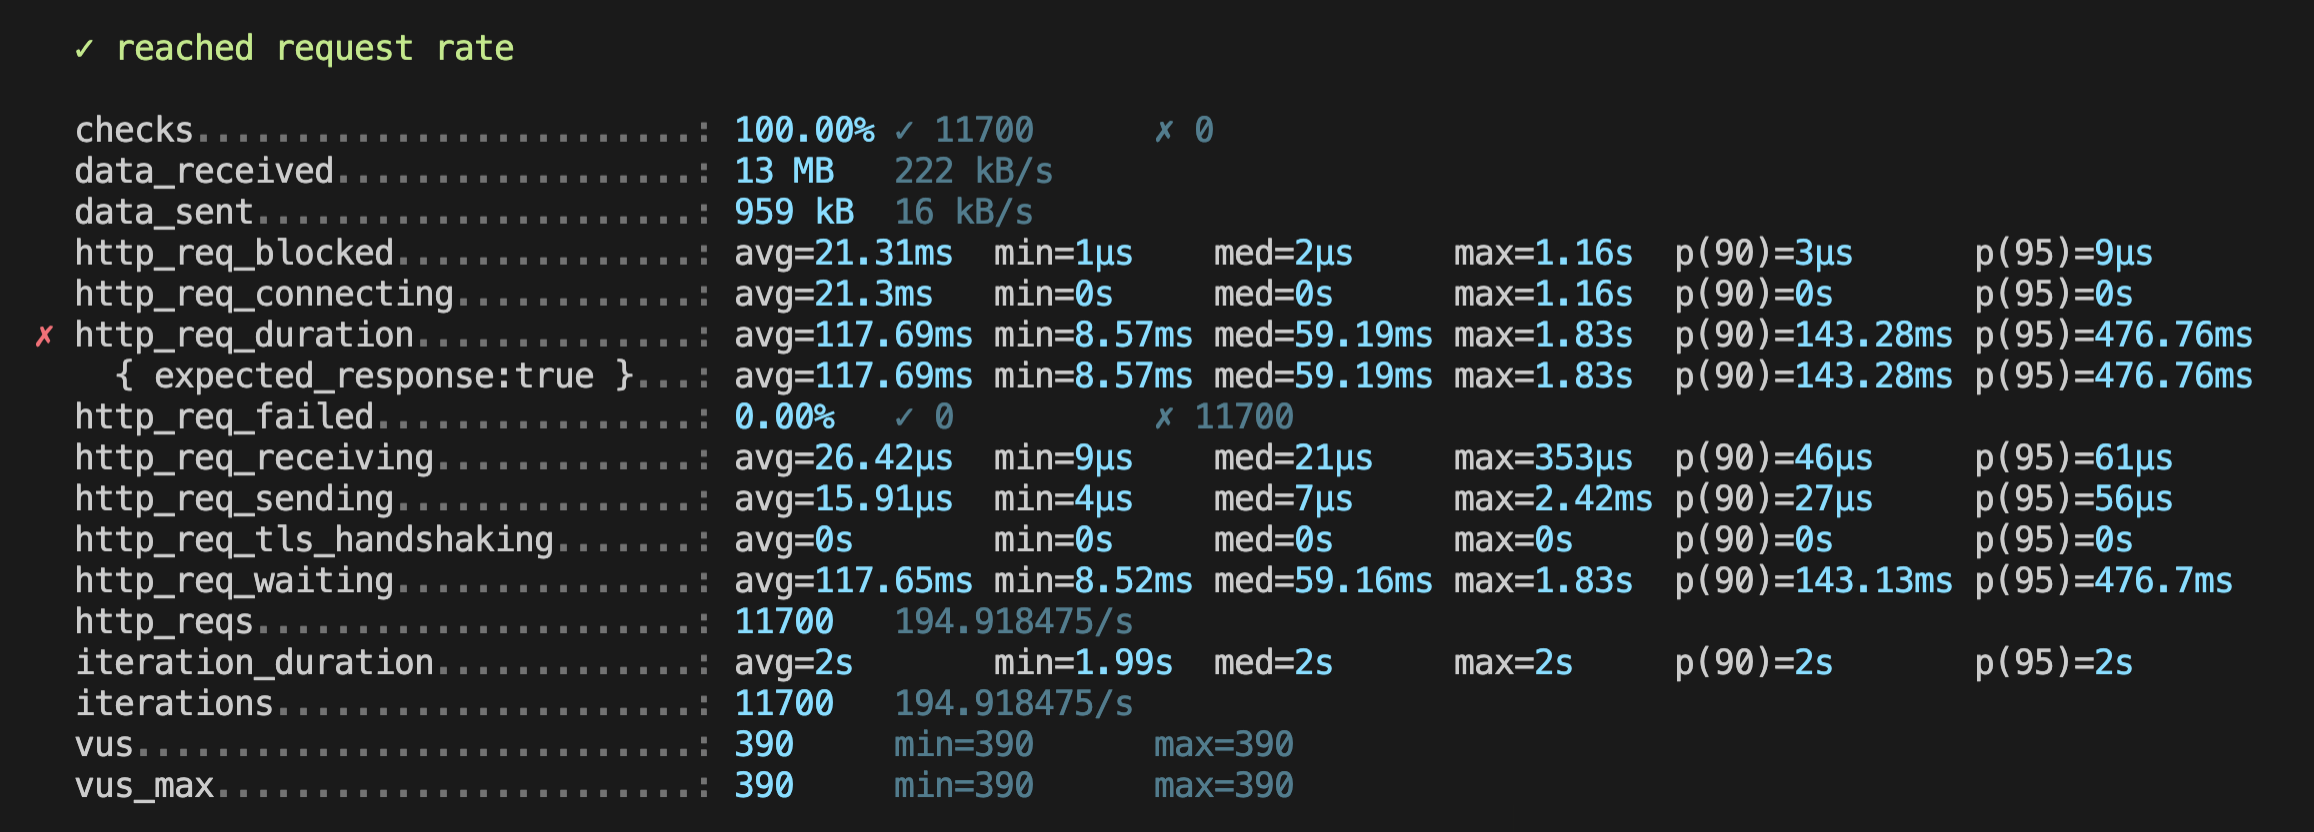 ✓ reached request rate
checks.........................: 100.00% ✓ 11700      ✗ 0
data_received..................: 13 MB   222 kB/s
data_sent......................: 959 kB  16 kB/s
http_req_blocked...............: avg=21.31ms  min=1µs    med=2µs     max=1.16s  p(90)=3µs      p(95)=9µs
http_req_connecting............: avg=21.3ms   min=0s     med=0s      max=1.16s  p(90)=0s       p(95)=0s
✗ http_req_duration..............: avg=117.69ms min=8.57ms med=59.19ms max=1.83s  p(90)=143.28ms p(95)=476.76ms
{ expected_response:true }...: avg=117.69ms min=8.57ms med=59.19ms max=1.83s  p(90)=143.28ms p(95)=476.76ms
http_req_failed................: 0.00%   ✓ 0          ✗ 11700
http_req_receiving.............: avg=26.42µs  min=9µs    med=21µs    max=353µs  p(90)=46µs     p(95)=61µs
http_req_sending...............: avg=15.91µs  min=4µs    med=7µs     max=2.42ms p(90)=27µs     p(95)=56µs
http_req_tls_handshaking.......: avg=0s       min=0s     med=0s      max=0s     p(90)=0s       p(95)=0s
http_req_waiting...............: avg=117.65ms min=8.52ms med=59.16ms max=1.83s  p(90)=143.13ms p(95)=476.7ms
http_reqs......................: 11700   194.918475/s
iteration_duration.............: avg=2s       min=1.99s  med=2s      max=2s     p(90)=2s       p(95)=2s
iterations.....................: 11700   194.918475/s
vus............................: 390     min=390      max=390
vus_max........................: 390     min=390      max=390